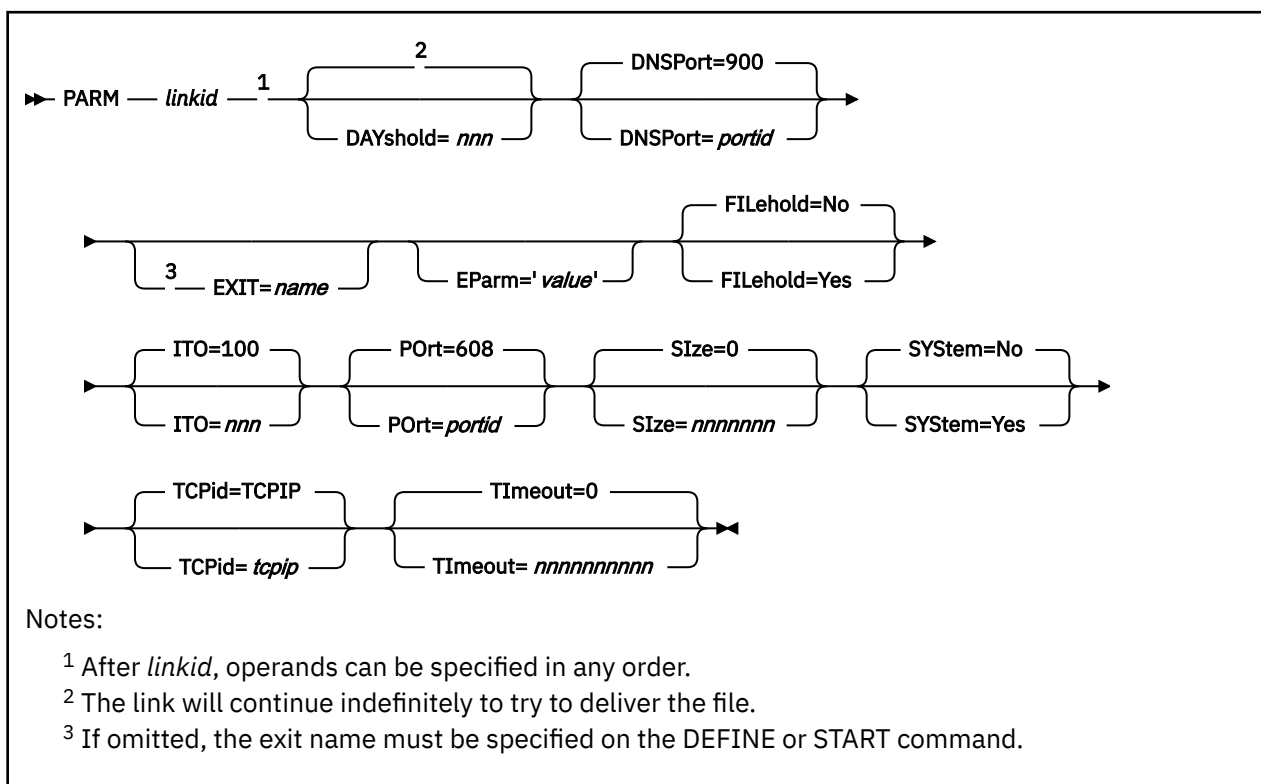 2
DNSPort=900
PARM linkid 1
DAYshold= nnn DNSPort= portid
FILehold=No
3 EXIT=name EParm='value' FILehold=Yes
ITO=100 POrt=608 SIze=0 SYStem=No
ITO=nnn POrt=portid SIze=nnnnnnn SYStem=Yes
TCPid=TCPIP TImeout=0
TCPid=tcpip TImeout=nnnnnnnnnn
Notes:
1 After linkid, operands can be specified in any order.
2 The link will continue indefinitely to try to deliver the file.
3 If omitted, the exit name must be specified on the DEFINE or START command.